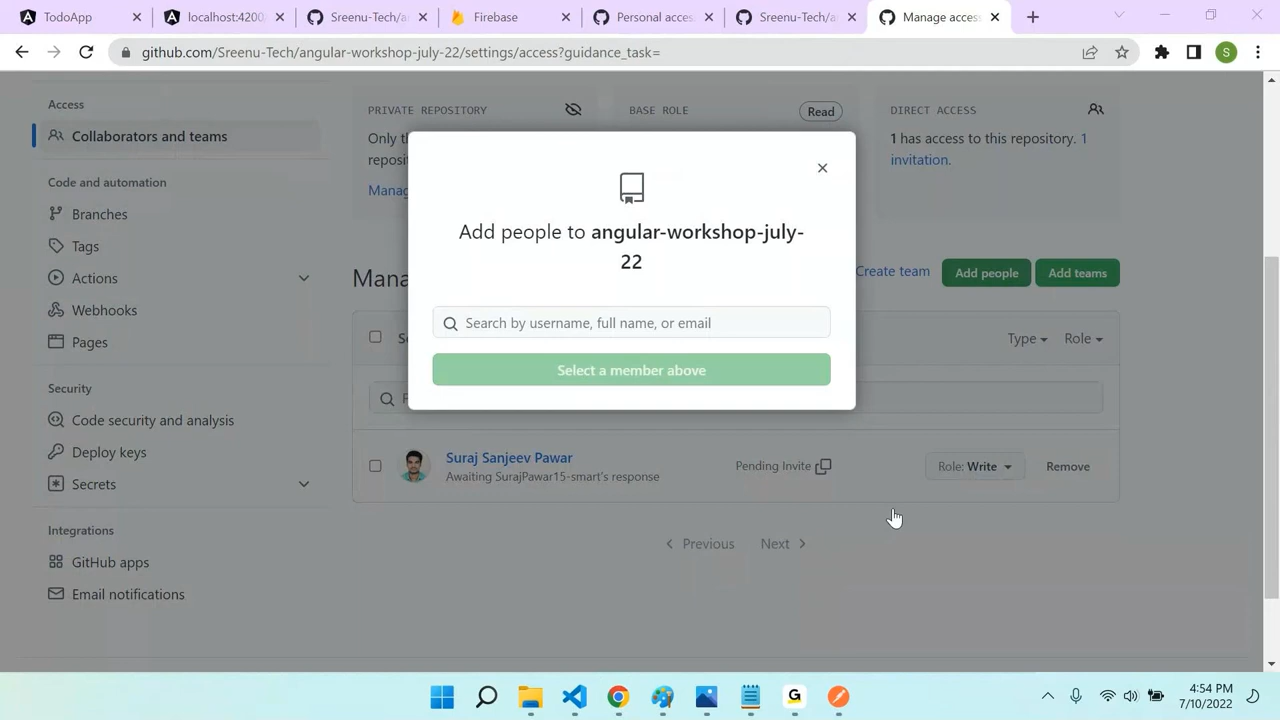 TodoApp
localhost:4200
Sreenu-Tech/a
Firebase
Personal acces
Sreenu-Tech/a
Manage access
github.com/Sreenu-Tech/angular-workshop-july-22/settings/access?guidance_task=
S
Access
Collaborators and teams
Code and automation
Branches
Tags
Actions
Webhooks
Pages
Security
Code security and analysis
Deploy keys
Secrets
Integrations
GitHub apps
Email notifications
PRIVATE REPOSITORY
Only th
reposit
Manag
BASE ROLE
Read
DIRECT ACCESS
1 has access to this repository. 1
invitation.
Add people to angular-workshop-july-
22
Search by username, full name, or email
Select a member above
Mana
Create team
Add people
Add teams
Se
Type
Role
F
Suraj Sanjeev Pawar
Awaiting SurajPawar15-smart's response
Pending Invite
Role: Write
Remove
Previous
Next
G
4:54 PM
7/10/2022